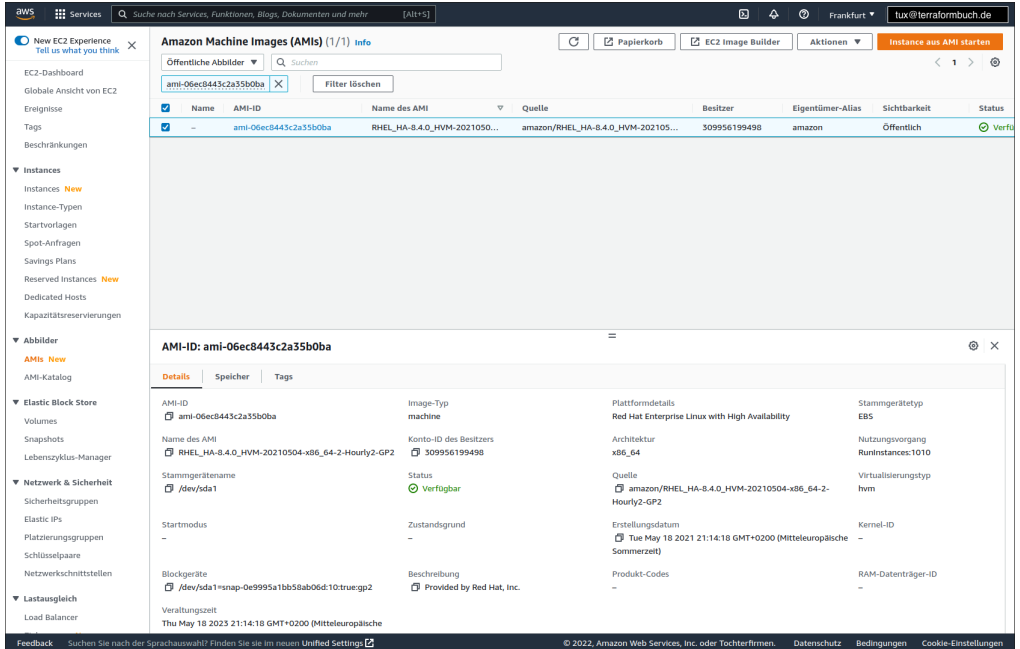 aws Services Suche nach Services, Funktionen, Blogs, Dokumenten und mehr [Alt+S] Frankfurt ▼ tux@terraformbuch.de
New EC2 Experience
Tell us what you think
EC2-Dashboard
Globale Ansicht von EC2
Ereignisse
Tags
Beschränkungen
▼ Instances
Instances New
Instance-Typen
Startvorlagen
Spot-Anfragen
Savings Plans
Reserved Instances New
Dedicated Hosts
Kapazitätsreservierungen
▼ Abbilder
AMIs New
AMI-Katalog
▼ Elastic Block Store
Volumes
Snapshots
Lebenszyklus-Manager
▼ Netzwerk & Sicherheit
Sicherheitsgruppen
Elastic IPs
Platzierungsgruppen
Schlüsselpaare
Netzwerkschnittstellen
▼ Lastausgleich
Load Balancer
Amazon Machine Images (AMIs) (1/1) Info
Papierkorb EC2 Image Builder Aktionen ▼ Instance aus AMI starten
Öffentliche Abbilder ▼ Suchen
< 1 >
ami-06ec8443c2a35b0ba Filter löschen
Name AMI-ID Name des AMI Quelle Besitzer Eigentümer-Alias Sichtbarkeit Status
– ami-06ec8443c2a35b0ba RHEL_HA-8.4.0_HVM-2021050... amazon/RHEL_HA-8.4.0_HVM-202105... 309956199498 amazon Öffentlich Verfü
AMI-ID: ami-06ec8443c2a35b0ba
Details Speicher Tags
AMI-ID
ami-06ec8443c2a35b0ba
Image-Typ
machine
Plattformdetails
Red Hat Enterprise Linux with High Availability
Stammgerätetyp
EBS
Name des AMI
RHEL_HA-8.4.0_HVM-20210504-x86_64-2-Hourly2-GP2
Konto-ID des Besitzers
309956199498
Architektur
x86_64
Nutzungsvorgang
RunInstances:1010
Stammgerätename
/dev/sda1
Status
Verfügbar
Quelle
amazon/RHEL_HA-8.4.0_HVM-20210504-x86_64-2-
Hourly2-GP2
Virtualisierungstyp
hvm
Startmodus
–
Zustandsgrund
–
Erstellungsdatum
Tue May 18 2021 21:14:18 GMT+0200 (Mitteleuropäische
Sommerzeit)
Kernel-ID
–
Blockgeräte
/dev/sda1=snap-0e9995a1bb58ab06d:10:true:gp2
Beschreibung
Provided by Red Hat, Inc.
Produkt-Codes
–
RAM-Datenträger-ID
–
Veraltungszeit
Thu May 18 2023 21:14:18 GMT+0200 (Mitteleuropäische
Feedback Suchen Sie nach der Sprachauswahl? Finden Sie sie im neuen Unified Settings © 2022, Amazon Web Services, Inc. oder Tochterfirmen. Datenschutz Bedingungen Cookie-Einstellungen